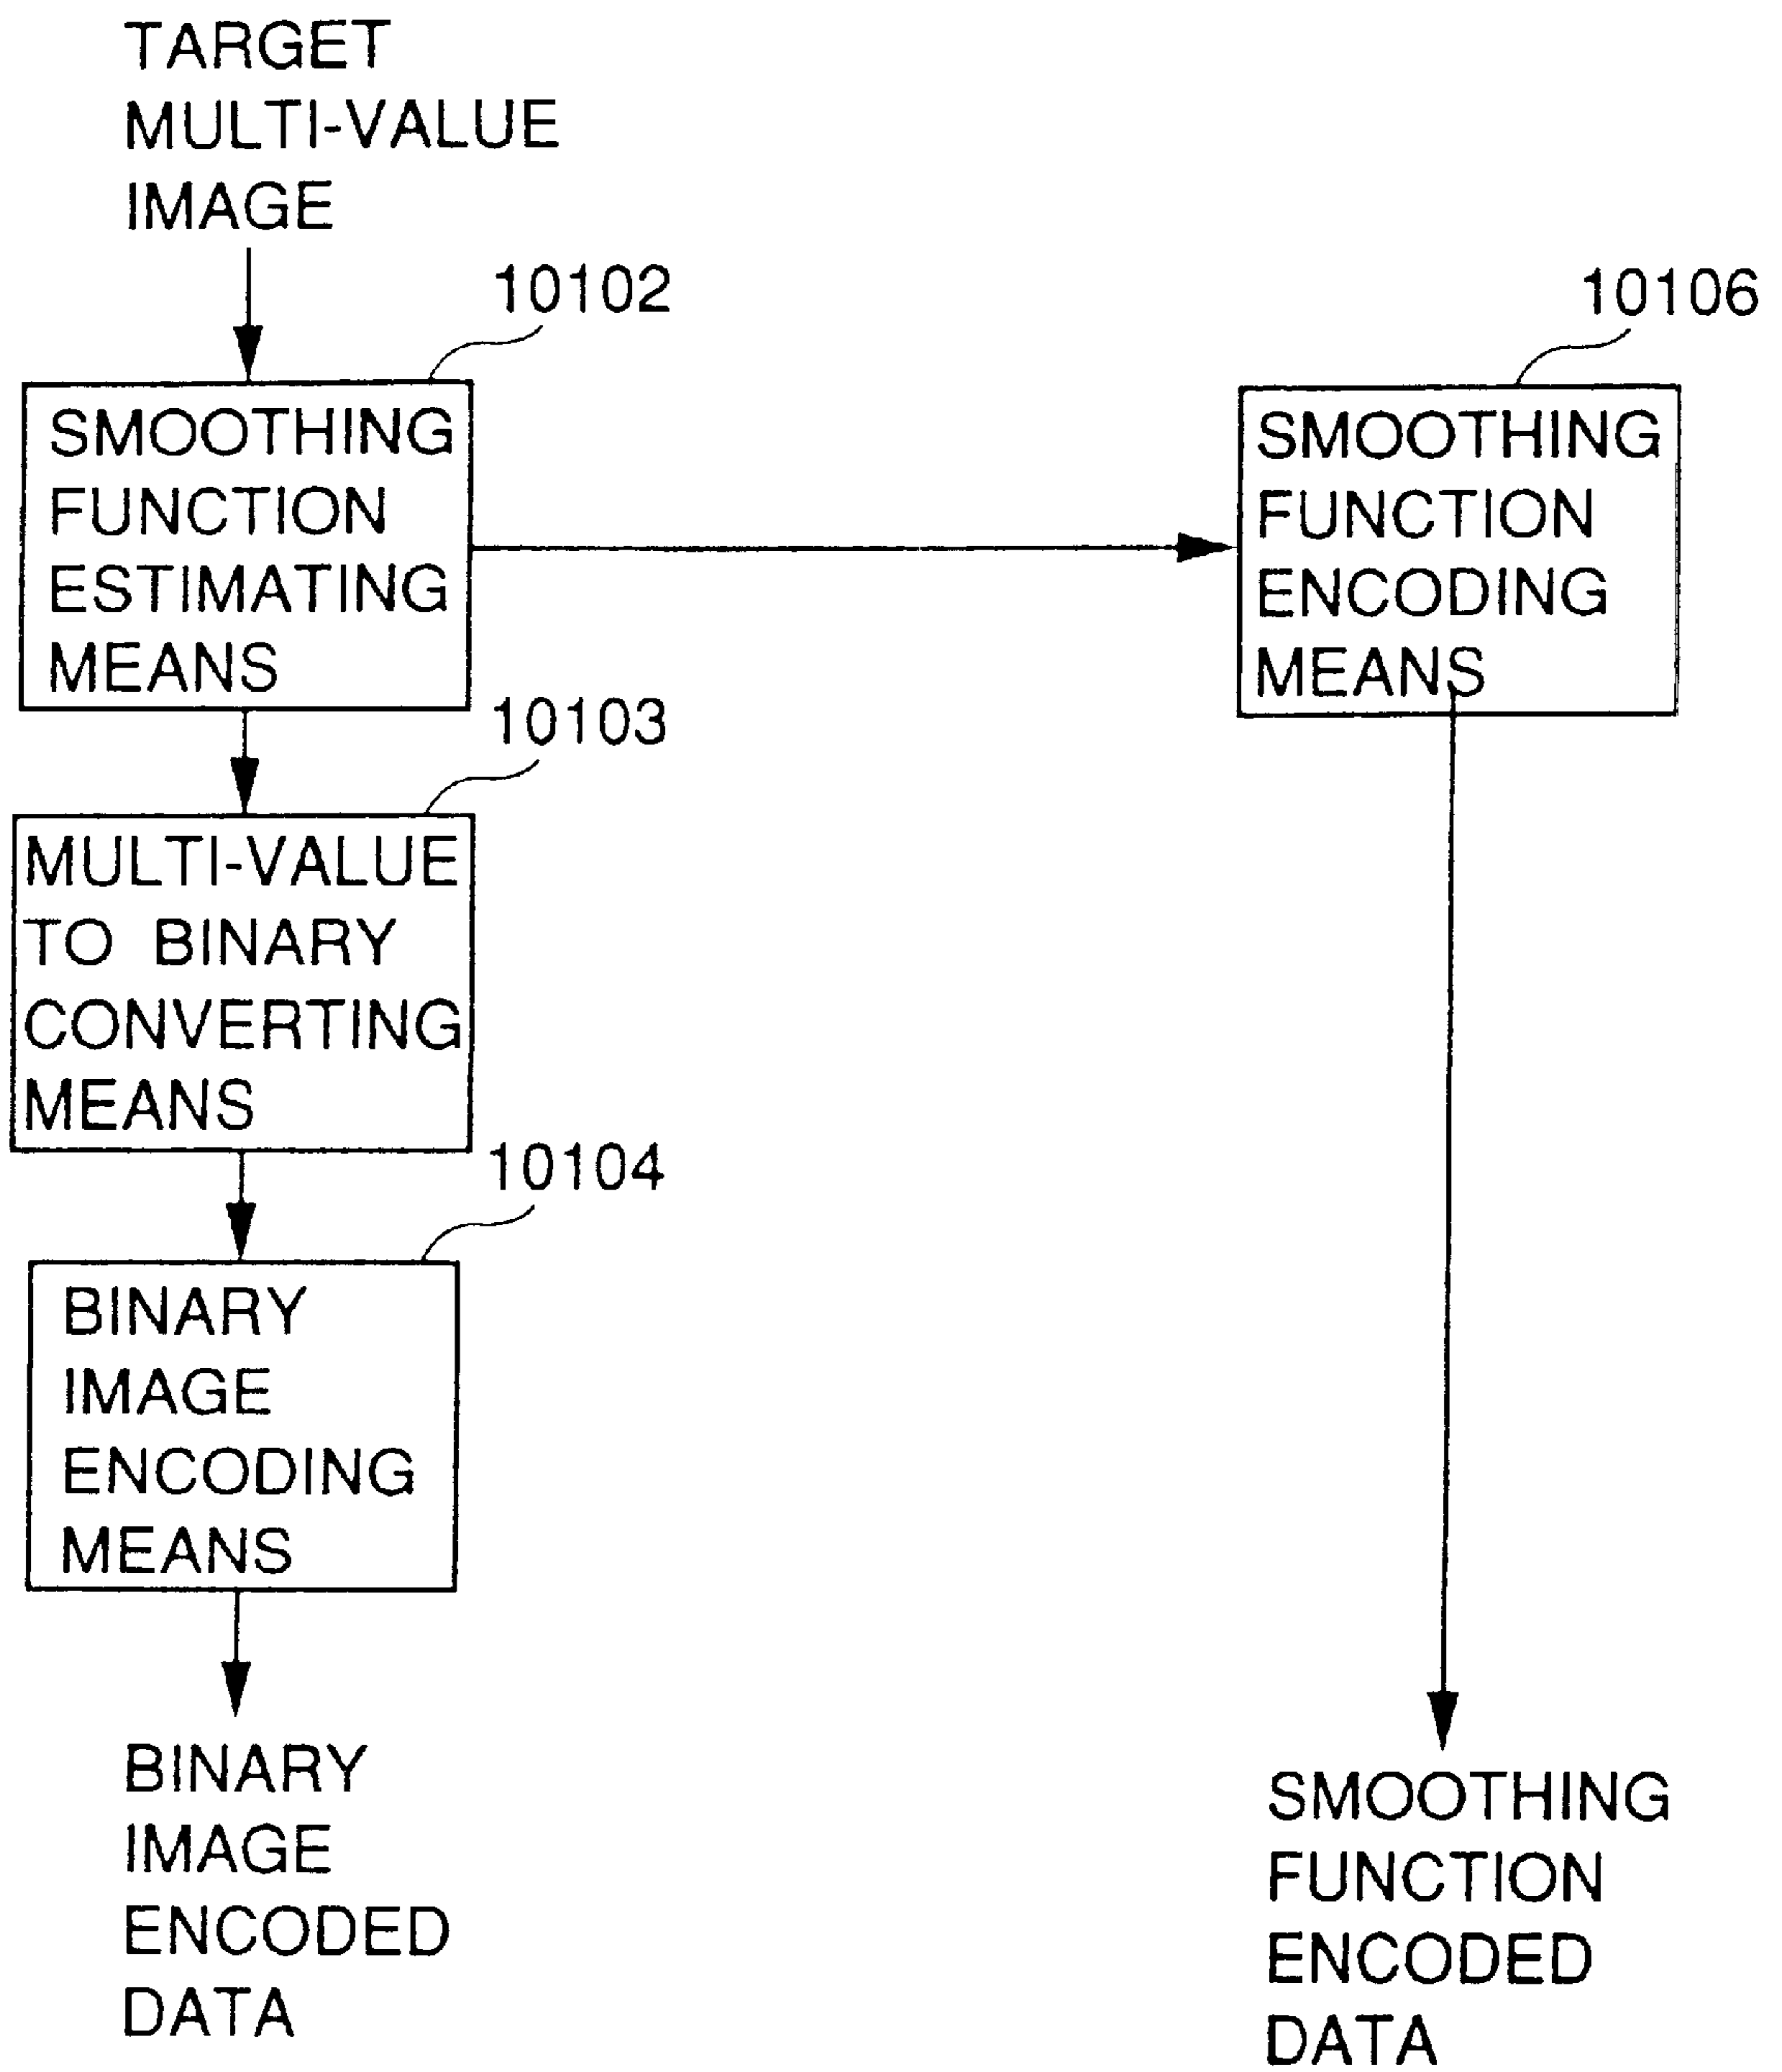 TARGET
MULTI-VALUE
IMAGE
10102
SMOOTHING
FUNCTION
ESTIMATING
MEANS
10106
SMOOTHING
FUNCTION
ENCODING
MEANS
10103
MULTI-VALUE
TO BINARY
CONVERTING
MEANS
10104
BINARY
IMAGE
ENCODING
MEANS
BINARY
IMAGE
ENCODED
DATA
SMOOTHING
FUNCTION
ENCODED
DATA